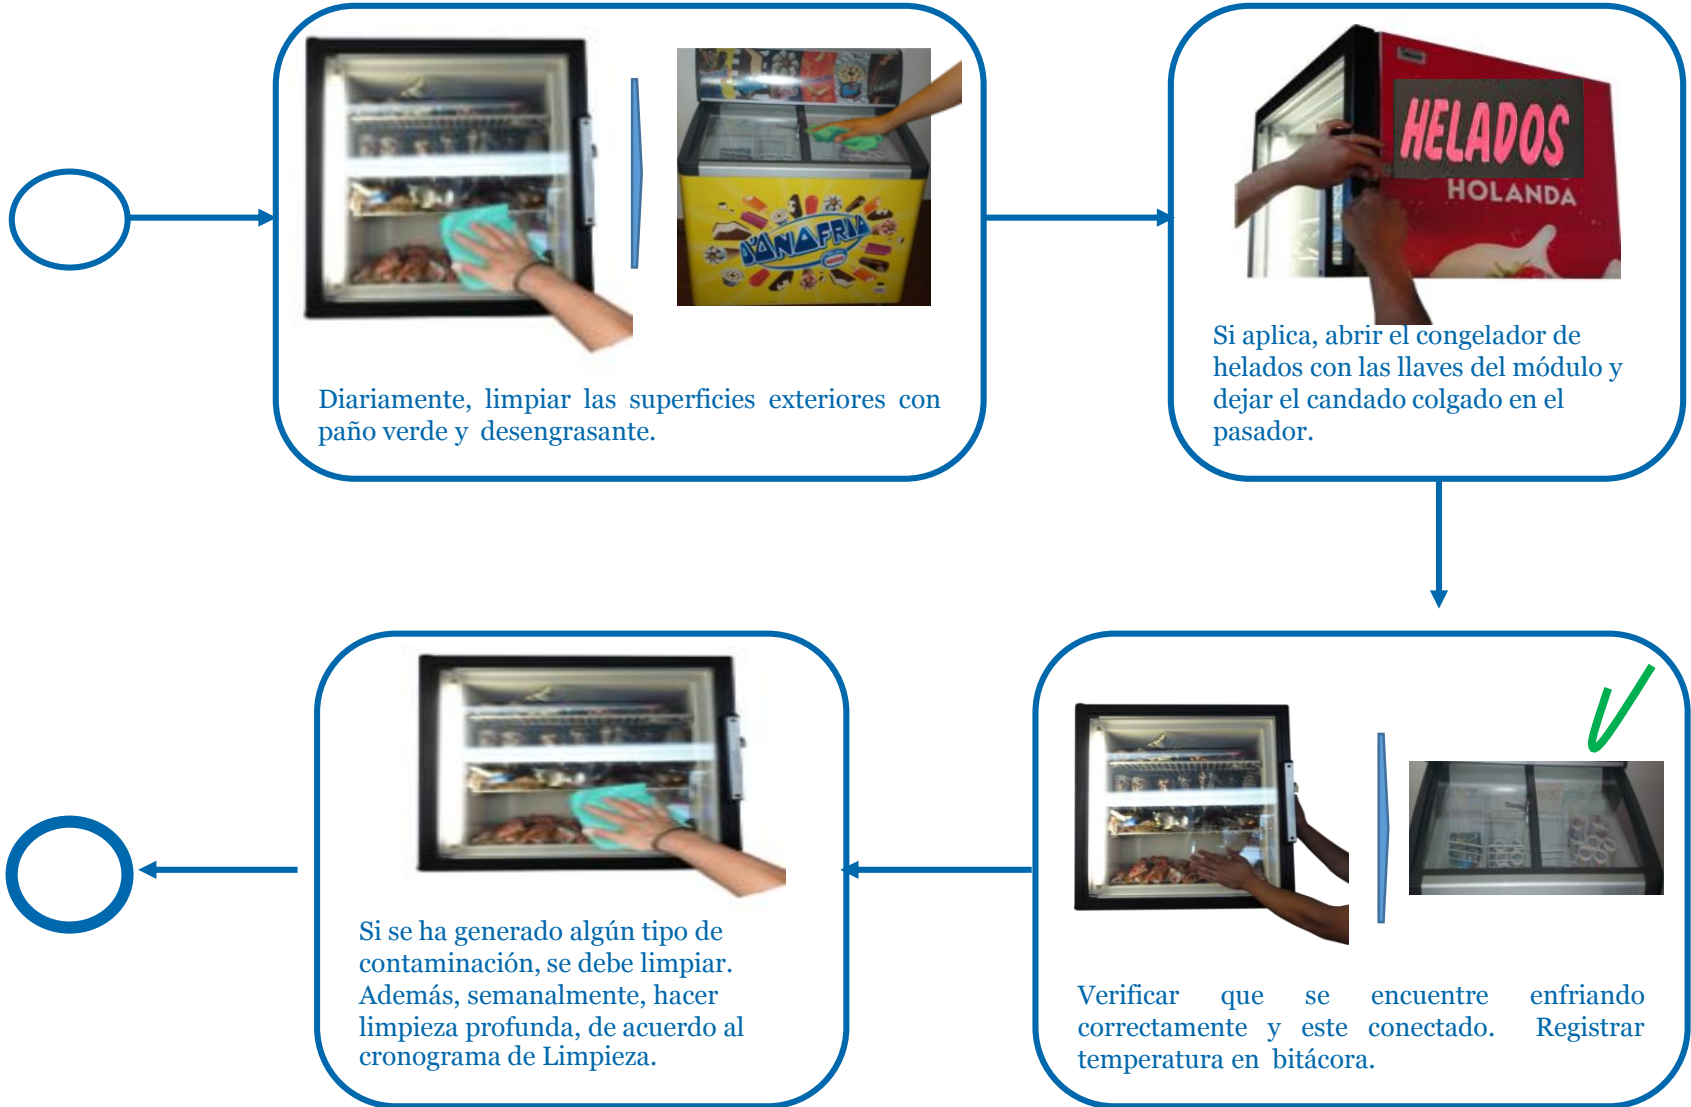 HELADOS
HOLANDA
D'ONOFRIO
Diariamente, limpiar las superficies exteriores con
paño verde y desengrasante.
Si aplica, abrir el congelador de
helados con las llaves del módulo y
dejar el candado colgado en el
pasador.
Si se ha generado algún tipo de
contaminación, se debe limpiar.
Además, semanalmente, hacer
limpieza profunda, de acuerdo al
cronograma de Limpieza.
Verificar que se encuentre enfriando
correctamente y este conectado. Registrar
temperatura en bitácora.